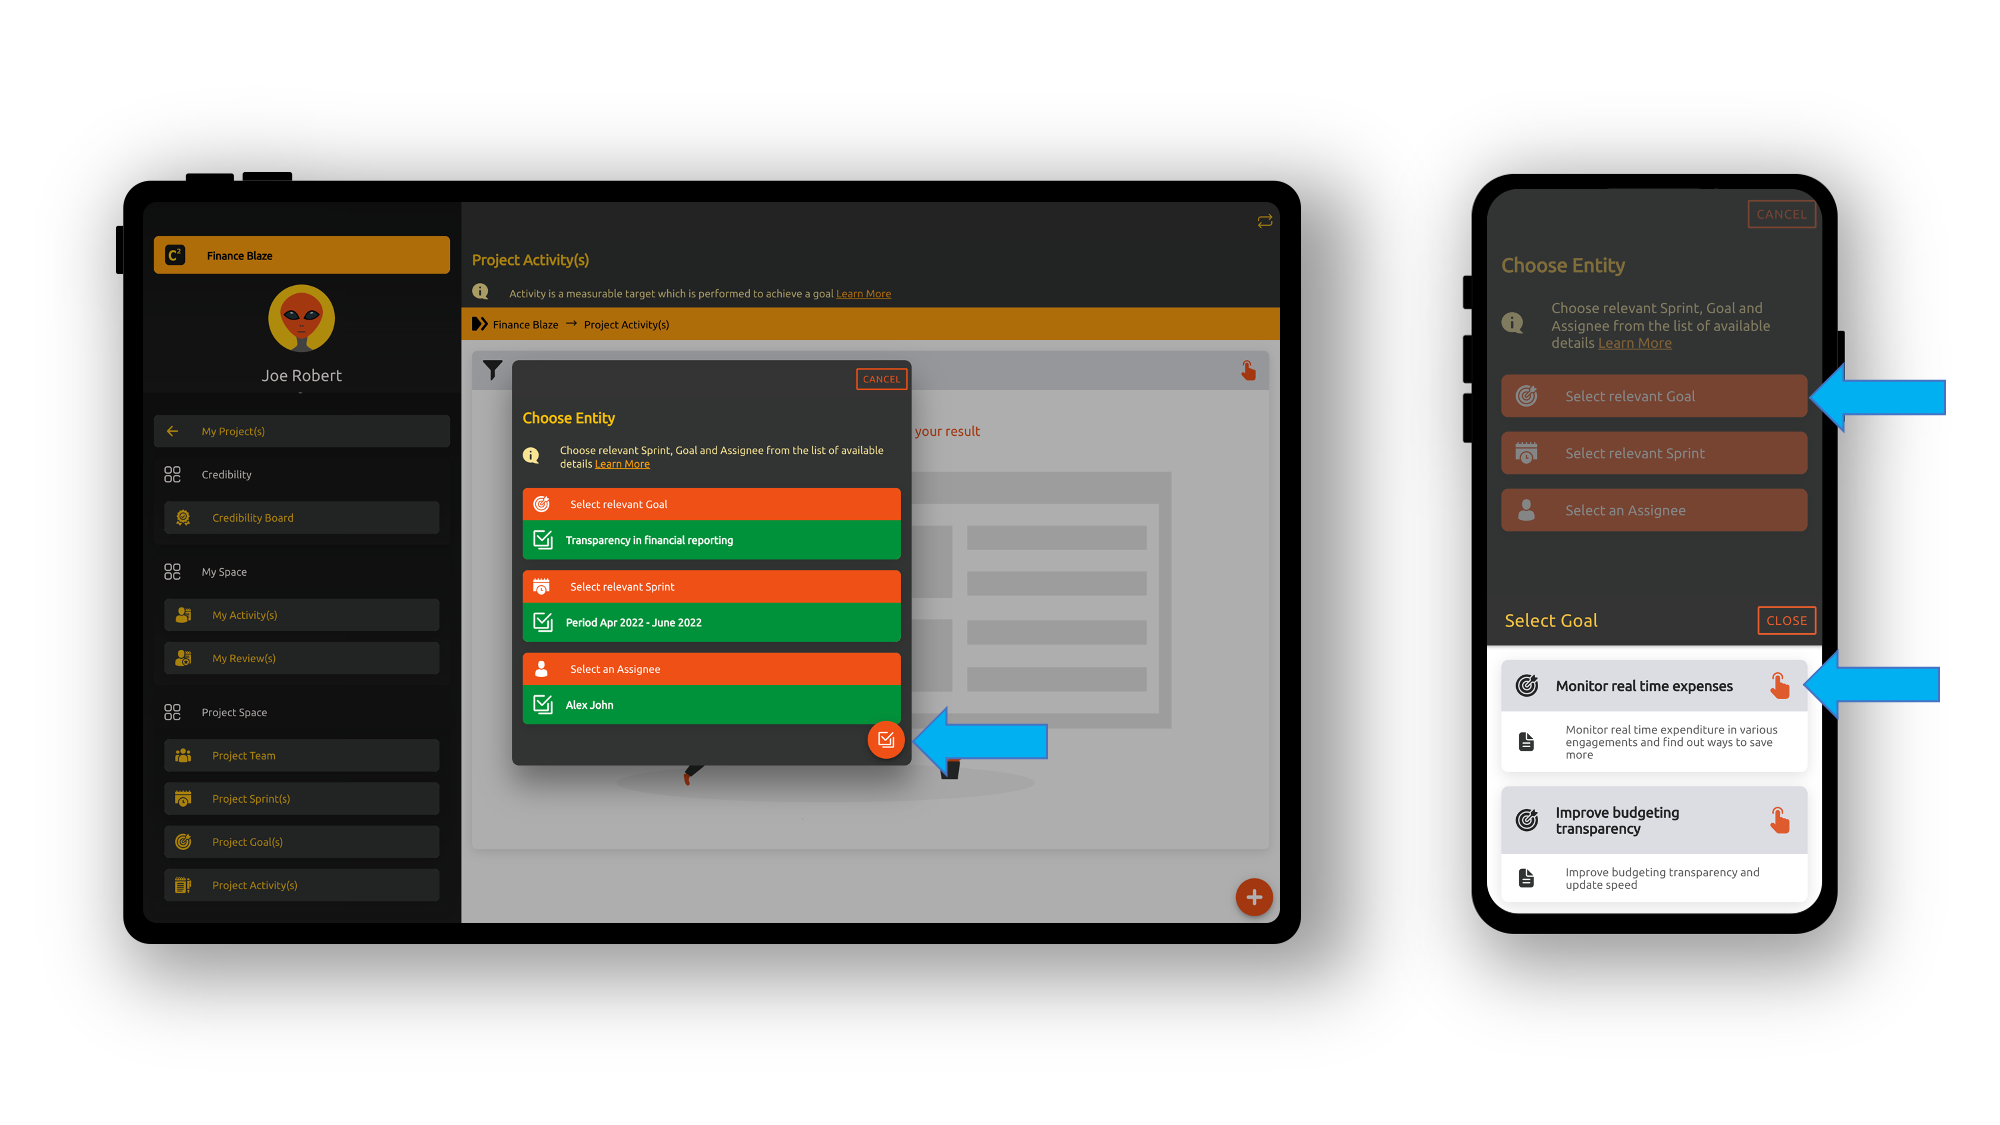 C²
Finance Blaze
Joe Robert
-
My Project(s)
Credibility
Credibility Board
My Space
My Activity(s)
My Review(s)
Project Space
Project Team
Project Sprint(s)
Project Goal(s)
Project Activity(s)
Project Activity(s)
Activity is a measurable target which is performed to achieve a goal Learn More
Finance Blaze → Project Activity(s)
your result
CANCEL
Choose Entity
Choose relevant Sprint, Goal and Assignee from the list of available
details Learn More
Select relevant Goal
Transparency in financial reporting
Select relevant Sprint
Period Apr 2022 - June 2022
Select an Assignee
Alex John
CANCEL
Choose Entity
Choose relevant Sprint, Goal and
Assignee from the list of available
details Learn More
Select relevant Goal
Select relevant Sprint
Select an Assignee
Select Goal
CLOSE
Monitor real time expenses
Monitor real time expenditure in various
engagements and find out ways to save
more
Improve budgeting
transparency
Improve budgeting transparency and
update speed